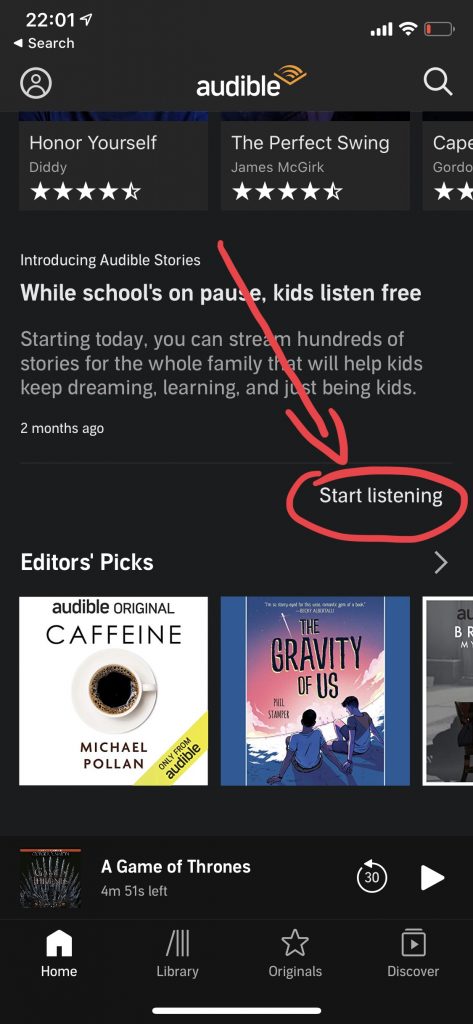 22:01
Search
audible
Honor Yourself
Diddy
The Perfect Swing
James McGirk
Cape
Gordo
Introducing Audible Stories
While school's on pause, kids listen free
Starting today, you can stream hundreds of
stories for the whole family that will help kids
keep dreaming, learning, and just being kids.
2 months ago
Start listening
Editors' Picks
audible ORIGINAL
CAFFEINE
MICHAEL
POLLAN
ONLY FROM
audible
"I'm so starry-eyed for this wise, romantic gem of a book."
—BECKY ALBERTALLI
THE
GRAVITY
OF US
PHIL
STAMPER
au
BR
MY
A Game of Thrones
4m 51s left
30
Home
Library
Originals
Discover